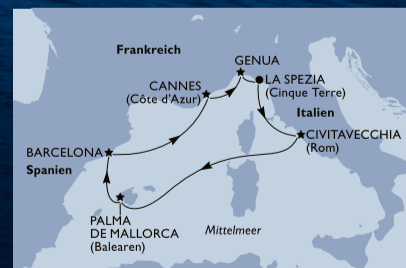 Frankreich
GENUA
CANNES
(Côte d'Azur)
LA SPEZIA
(Cinque Terre)
Italien
CIVITAVECCHIA
(Rom)
BARCELONA
Spanien
PALMA
DE MALLORCA
(Balearen)
Mittelmeer